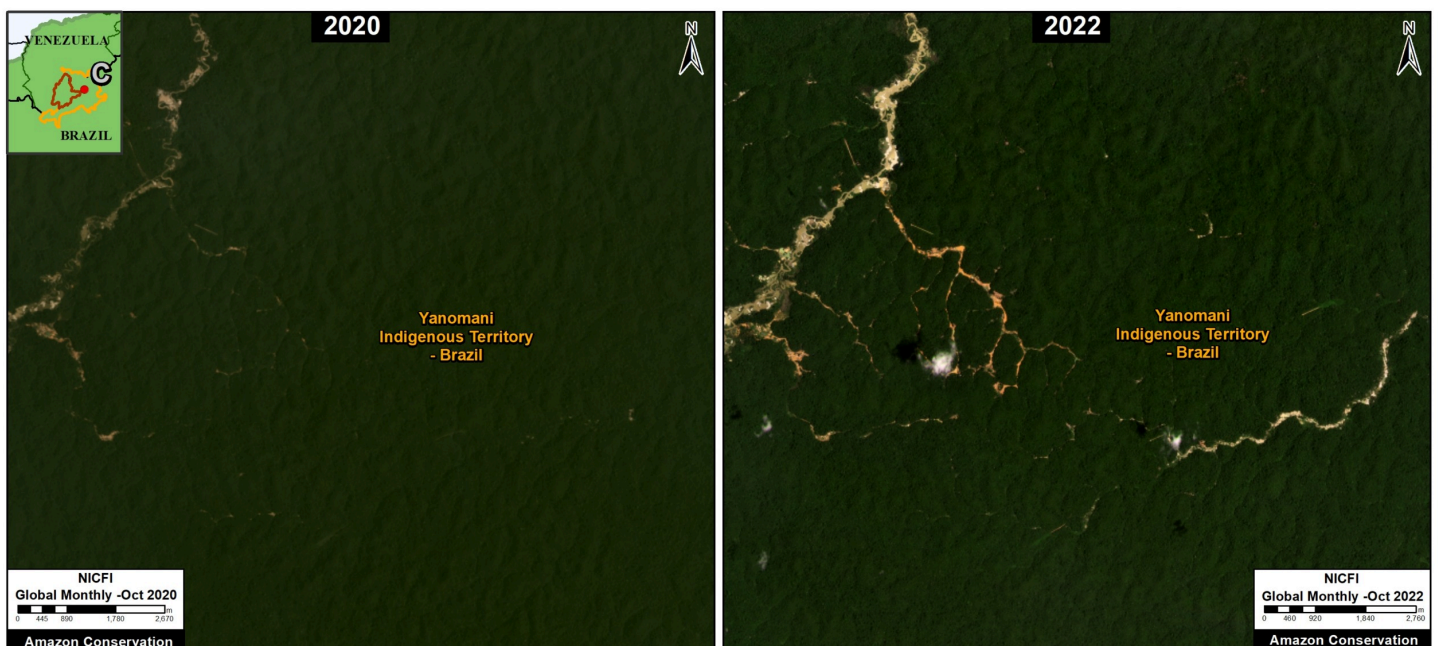 2020
VENEZUELA
C
BRAZIL
N
Yanomani
Indigenous Territory
- Brazil
NICFI
Global Monthly -Oct 2020
m
0 445 890 1,780 2,670
Amazon Conservation
2022
N
Yanomani
Indigenous Territory
- Brazil
NICFI
Global Monthly -Oct 2022
m
0 460 920 1,840 2,760
Amazon Conservation